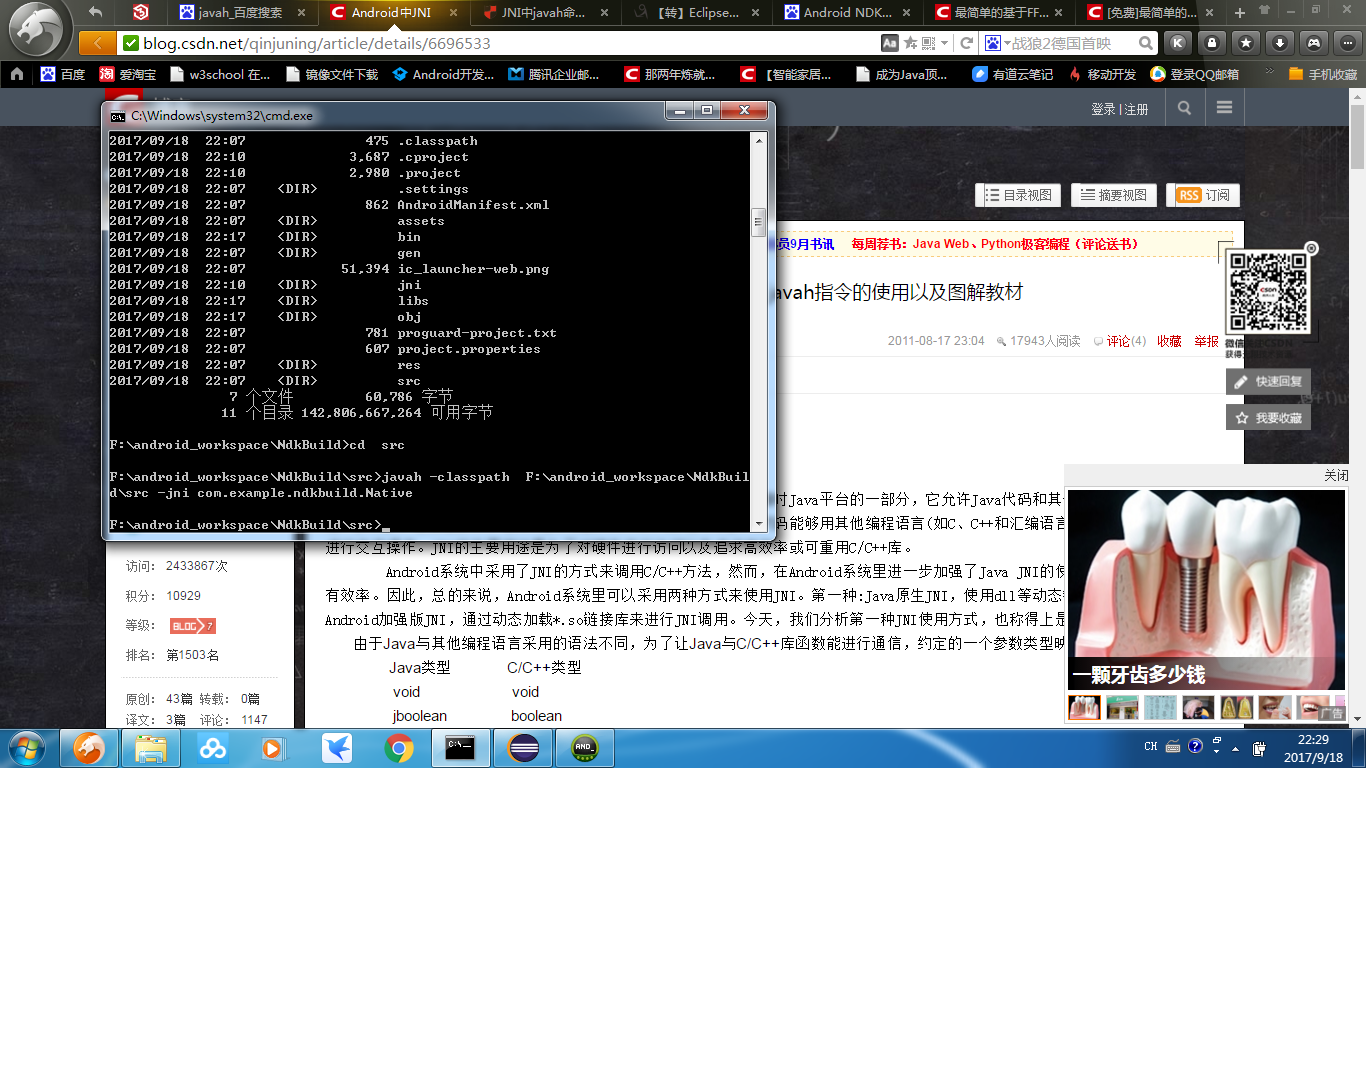 javah_百度搜索
Android中JNI
JNI中javah命...
【转】Eclipse...
Android NDK...
最简单的基于FF...
[免费]最简单的...
blog.csdn.net/qinjuning/article/details/6696533
战狼2德国首映
百度
爱淘宝
w3school 在...
镜像文件下载
Android开发...
腾讯企业邮...
那两年炼就...
【智能家居...
成为Java顶...
有道云笔记
移动开发
登录QQ邮箱
手机收藏
登录 | 注册
C:\Windows\system32\cmd.exe
2017/09/18  22:07               475 .classpath
2017/09/18  22:10             3,687 .cproject
2017/09/18  22:10             2,980 .project
2017/09/18  22:07    <DIR>          .settings
2017/09/18  22:07               862 AndroidManifest.xml
2017/09/18  22:07    <DIR>          assets
2017/09/18  22:17    <DIR>          bin
2017/09/18  22:07    <DIR>          gen
2017/09/18  22:07            51,394 ic_launcher-web.png
2017/09/18  22:10    <DIR>          jni
2017/09/18  22:17    <DIR>          libs
2017/09/18  22:17    <DIR>          obj
2017/09/18  22:07               781 proguard-project.txt
2017/09/18  22:07               607 project.properties
2017/09/18  22:07    <DIR>          res
2017/09/18  22:07    <DIR>          src
7 个文件         60,786 字节
11 个目录 142,806,667,264 可用字节
F:\android_workspace\NdkBuild>cd  src
F:\android_workspace\NdkBuild\src>javah -classpath  F:\android_workspace\NdkBuil
d\src -jni com.example.ndkbuild.Native
F:\android_workspace\NdkBuild\src>_
目录视图
摘要视图
RSS 订阅
员9月书讯
每周荐书：Java Web、Python极客编程（评论送书）
avah指令的使用以及图解教材
2011-08-17 23:04
17943人阅读
评论(4)
收藏
举报
快速回复
我要收藏
关闭
时Java平台的一部分，它允许Java代码和其
码能够用其他编程语言(如C、C++和汇编语言
进行交互操作。JNI的主要用途是为了对硬件进行访问以及追求高效率或可重用C/C++库。
Android系统中采用了JNI的方式来调用C/C++方法，然而，在Android系统里进一步加强了Java JNI的使
有效率。因此，总的来说，Android系统里可以采用两种方式来使用JNI。第一种:Java原生JNI，使用dll等动态
Android加强版JNI，通过动态加载*.so链接库来进行JNI调用。今天，我们分析第一种JNI使用方式，也称得上是
由于Java与其他编程语言采用的语法不同，为了让Java与C/C++库函数能进行通信，约定的一个参数类型映
Java类型
C/C++类型
void
void
jboolean
boolean
访问： 2433867次
积分： 10929
等级： BLOG 7
排名： 第1503名
原创： 43篇 转载： 0篇
译文： 3篇 评论： 1147
一颗牙齿多少钱
广告
CH
22:29
2017/9/18